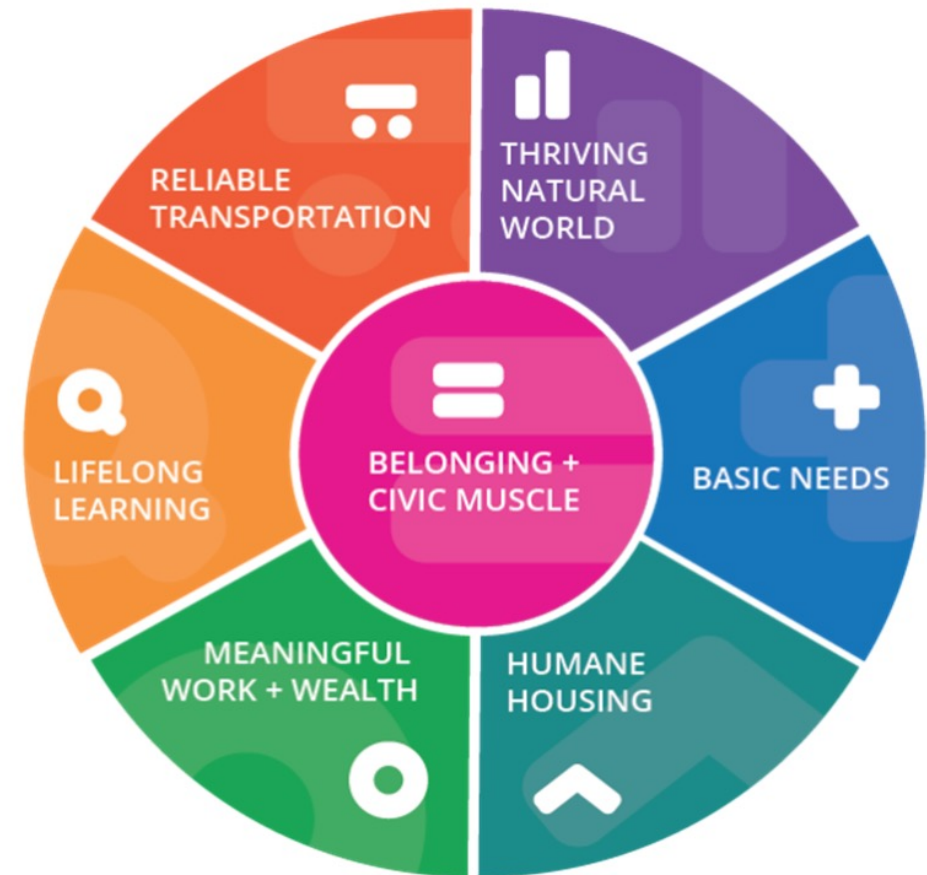 RELIABLE
TRANSPORTATION
THRIVING
NATURAL
WORLD
LIFELONG
LEARNING
BELONGING +
CIVIC MUSCLE
BASIC NEEDS
MEANINGFUL
WORK + WEALTH
HUMANE
HOUSING